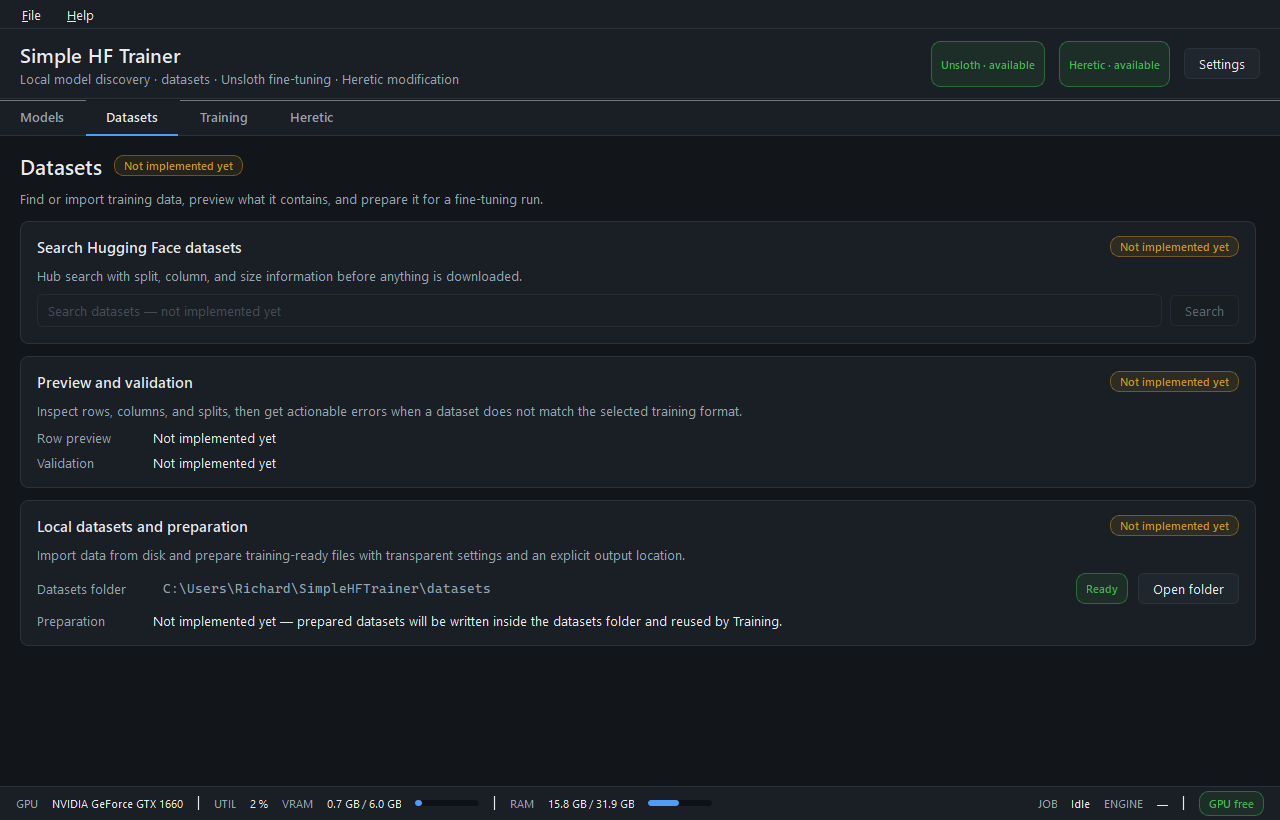 File Help
Simple HF Trainer
Local model discovery · datasets · Unsloth fine-tuning · Heretic modification
Unsloth · available
Heretic · available
Settings
Models Datasets Training Heretic
Datasets Not implemented yet
Find or import training data, preview what it contains, and prepare it for a fine-tuning run.
Search Hugging Face datasets Not implemented yet
Hub search with split, column, and size information before anything is downloaded.
Search datasets — not implemented yet Search
Preview and validation Not implemented yet
Inspect rows, columns, and splits, then get actionable errors when a dataset does not match the selected training format.
Row preview Not implemented yet
Validation Not implemented yet
Local datasets and preparation Not implemented yet
Import data from disk and prepare training-ready files with transparent settings and an explicit output location.
Datasets folder C:\Users\Richard\SimpleHFTrainer\datasets Ready Open folder
Preparation Not implemented yet — prepared datasets will be written inside the datasets folder and reused by Training.
GPU NVIDIA GeForce GTX 1660 UTIL 2 % VRAM 0.7 GB / 6.0 GB RAM 15.8 GB / 31.9 GB JOB Idle ENGINE — GPU free